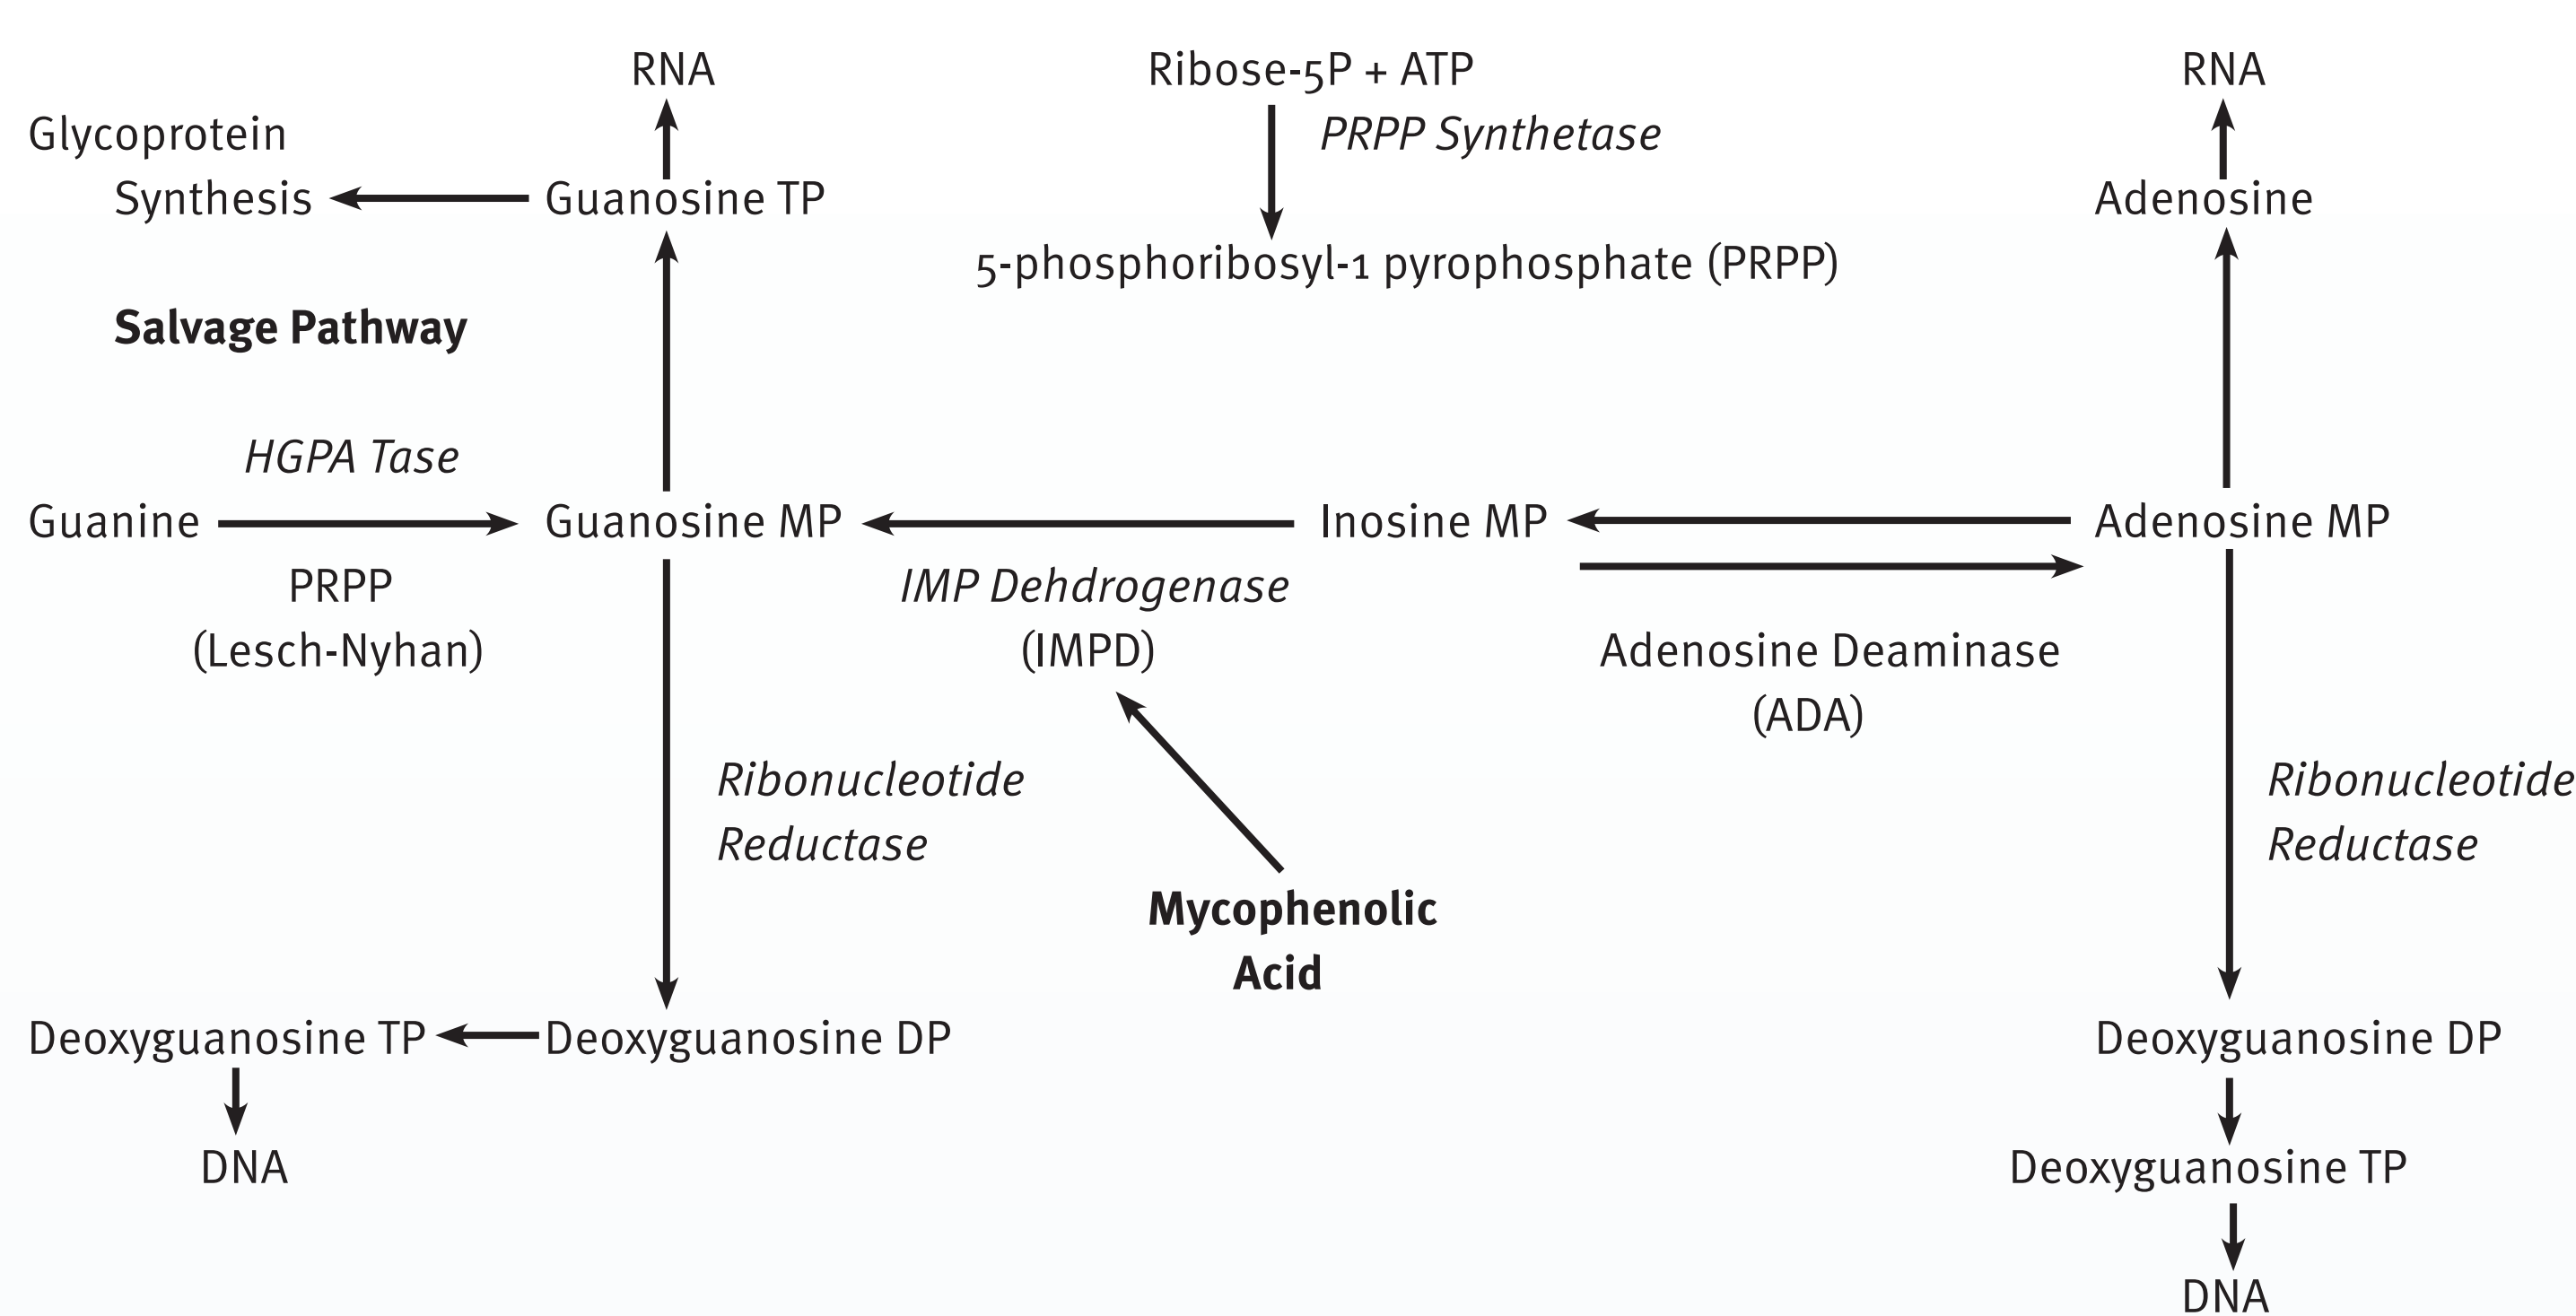 RNA
Ribose-5P + ATP
RNA
Glycoprotein
Synthesis
PRPP Synthetase
Guanosine TP
Adenosine
5-phosphoribosyl-1 pyrophosphate (PRPP)
Salvage Pathway
HGPA Tase
Guanine
Guanosine MP
Inosine MP
Adenosine MP
PRPP
(Lesch-Nyhan)
IMP Dehdrogenase
(IMPD)
Adenosine Deaminase
(ADA)
Ribonucleotide
Reductase
Ribonucleotide
Reductase
Mycophenolic
Acid
Deoxyguanosine TP
Deoxyguanosine DP
Deoxyguanosine DP
DNA
Deoxyguanosine TP
DNA